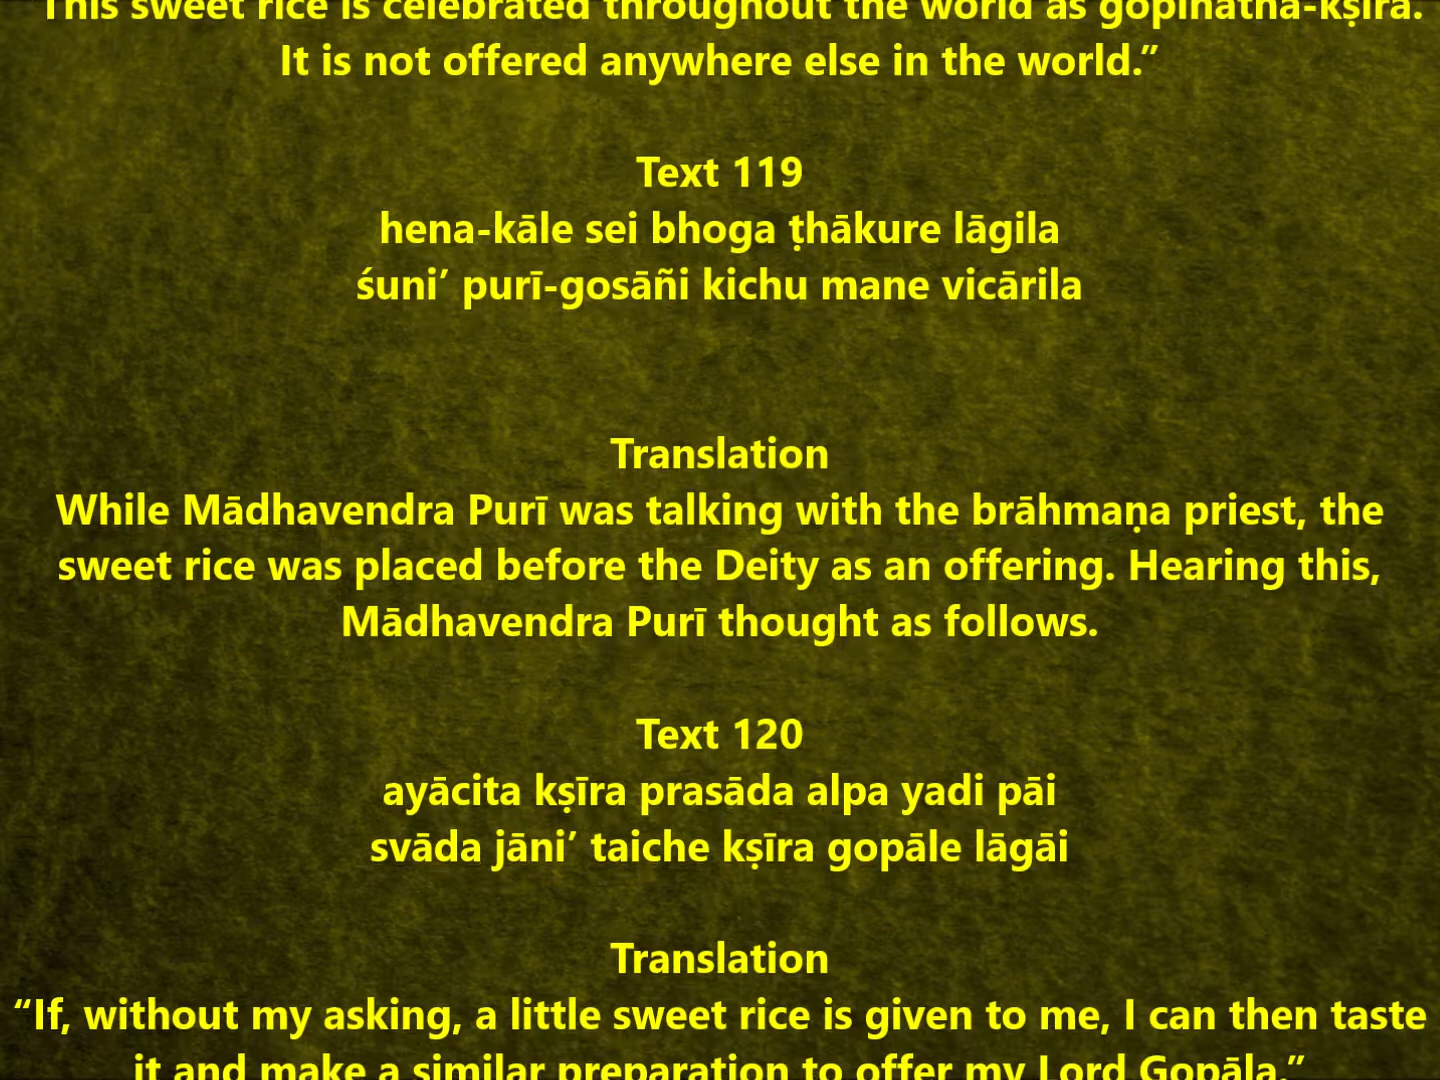 This sweet rice is celebrated throughout the world as gopīnātha-kṣīra.
It is not offered anywhere else in the world.”
Text 119
hena-kāle sei bhoga ṭhākure lāgila
śuni’ purī-gosāñi kichu mane vicārila
Translation
While Mādhavendra Purī was talking with the brāhmaṇa priest, the
sweet rice was placed before the Deity as an offering. Hearing this,
Mādhavendra Purī thought as follows.
Text 120
ayācita kṣīra prasāda alpa yadi pāi
svāda jāni’ taiche kṣīra gopāle lāgāi
Translation
“If, without my asking, a little sweet rice is given to me, I can then taste
it and make a similar preparation to offer my Lord Gopāla.”